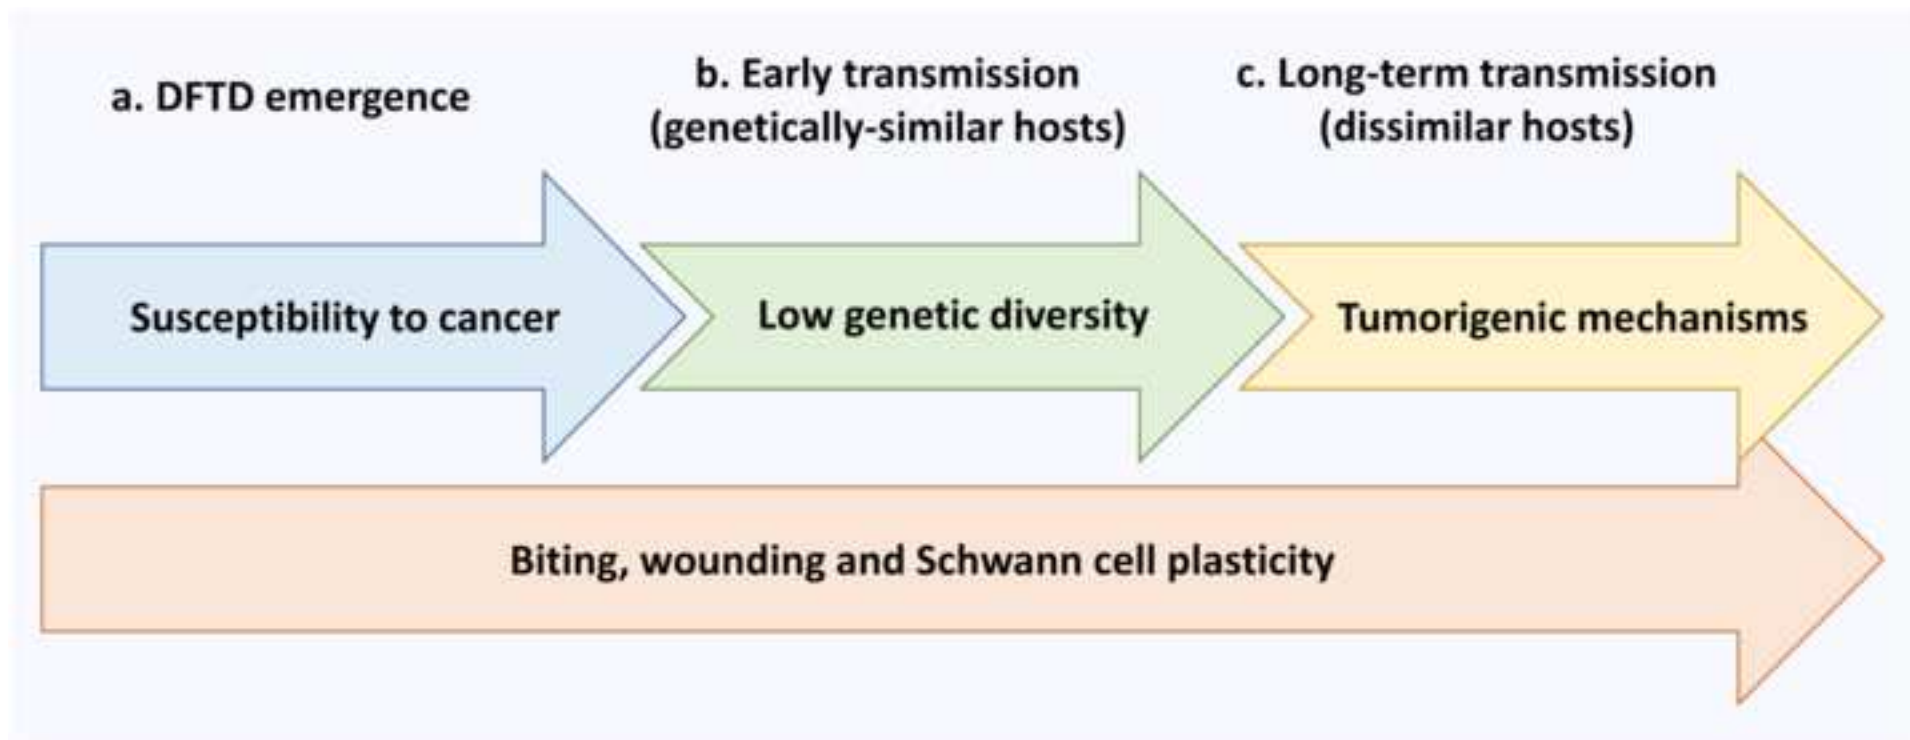 a. DFTD emergence
b. Early transmission
(genetically-similar hosts)
c. Long-term transmission
(dissimilar hosts)
Susceptibility to cancer
Low genetic diversity
Tumorigenic mechanisms
Biting, wounding and Schwann cell plasticity